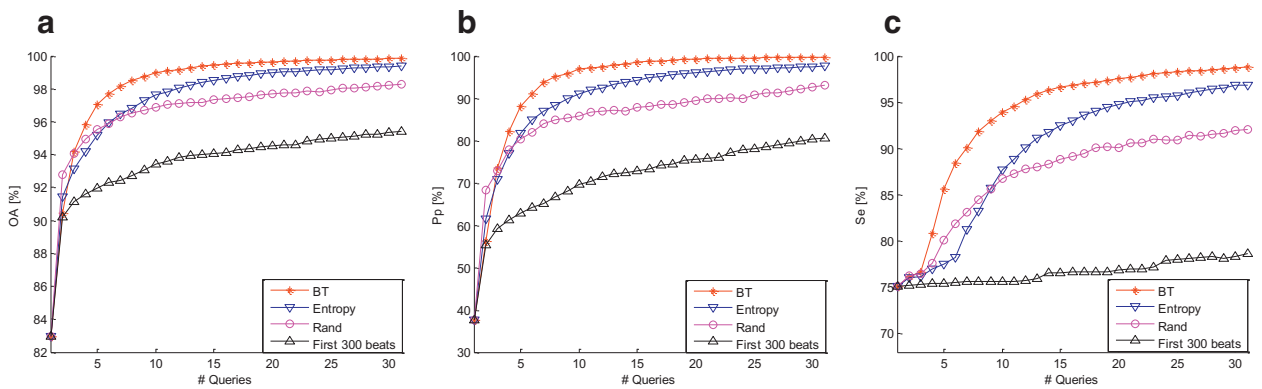 a
100
98
96
94
92
90
88
86
84
82
OA [%]
5
10
15
20
25
30
# Queries
BT
Entropy
Rand
First 300 beats
b
100
90
80
70
60
50
40
30
Pp [%]
5
10
15
20
25
30
# Queries
BT
Entropy
Rand
First 300 beats
c
100
95
90
85
80
75
70
Se [%]
5
10
15
20
25
30
# Queries
BT
Entropy
Rand
First 300 beats